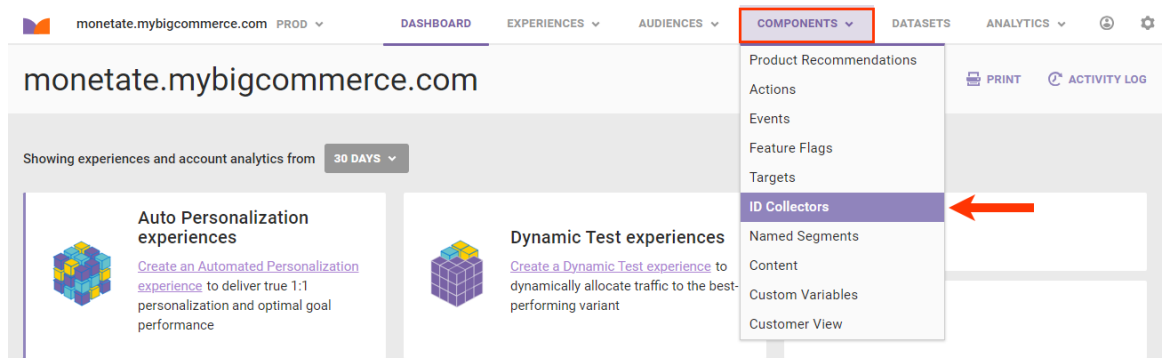 monetate.mybigcommerce.com PROD
DASHBOARD
EXPERIENCES
AUDIENCES
COMPONENTS
DATASETS
ANALYTICS
monetate.mybigcommerce.com
PRINT
ACTIVITY LOG
Product Recommendations
Actions
Events
Feature Flags
Targets
ID Collectors
Named Segments
Content
Custom Variables
Customer View
Showing experiences and account analytics from
30 DAYS
Auto Personalization
experiences
Create an Automated Personalization
experience to deliver true 1:1
personalization and optimal goal
performance
Dynamic Test experiences
Create a Dynamic Test experience to
dynamically allocate traffic to the best-
performing variant